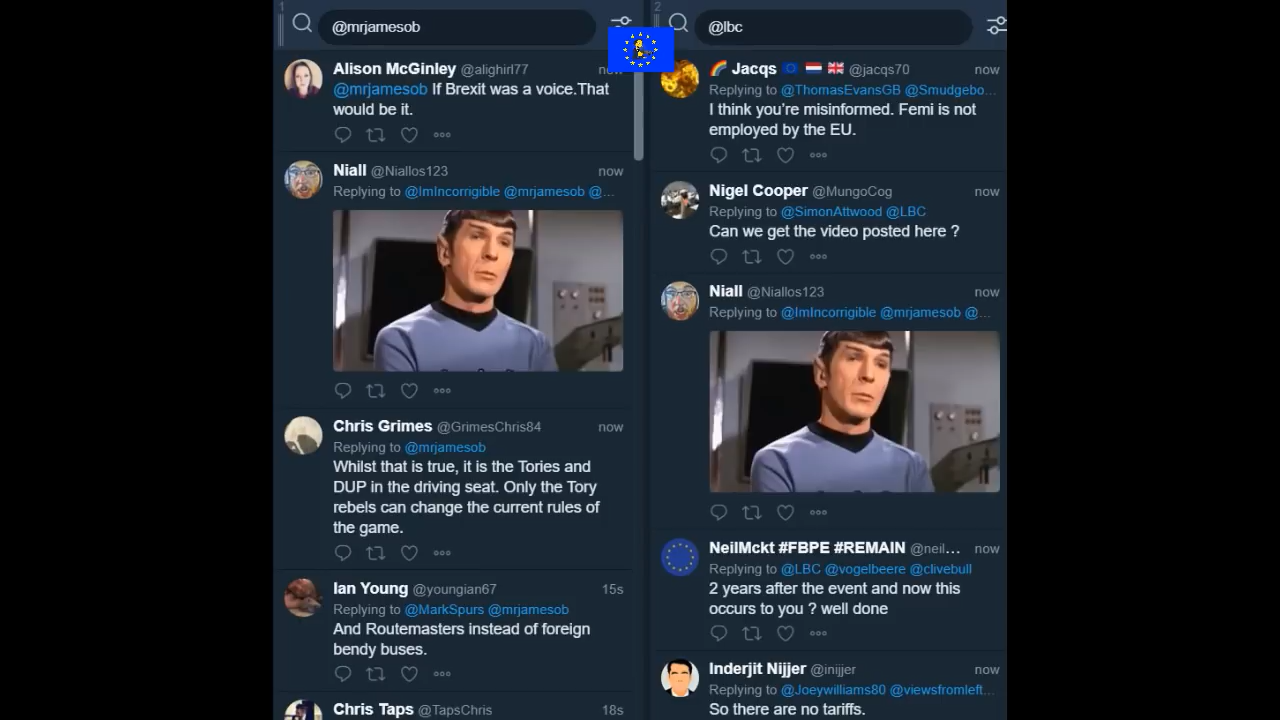 1
@mrjamesob
Alison McGinley @alighirl77 now
@mrjamesob If Brexit was a voice.That
would be it.
Niall @Niallos123 now
Replying to @ImIncorrigible @mrjamesob @...
Chris Grimes @GrimesChris84 now
Replying to @mrjamesob
Whilst that is true, it is the Tories and
DUP in the driving seat. Only the Tory
rebels can change the current rules of
the game.
Ian Young @youngian67 15s
Replying to @MarkSpurs @mrjamesob
And Routemasters instead of foreign
bendy buses.
Chris Taps @TapsChris 18s
2
@lbc
Jacqs @jacqs70 now
Replying to @ThomasEvansGB @Smudgebo...
I think you're misinformed. Femi is not
employed by the EU.
Nigel Cooper @MungoCog now
Replying to @SimonAttwood @LBC
Can we get the video posted here ?
Niall @Niallos123 now
Replying to @ImIncorrigible @mrjamesob @...
NeilMckt #FBPE #REMAIN @neil... now
Replying to @LBC @vogelbeere @clivebull
2 years after the event and now this
occurs to you ? well done
Inderjit Nijjer @inijjer now
Replying to @Joeywilliams80 @viewsfromleft...
So there are no tariffs.